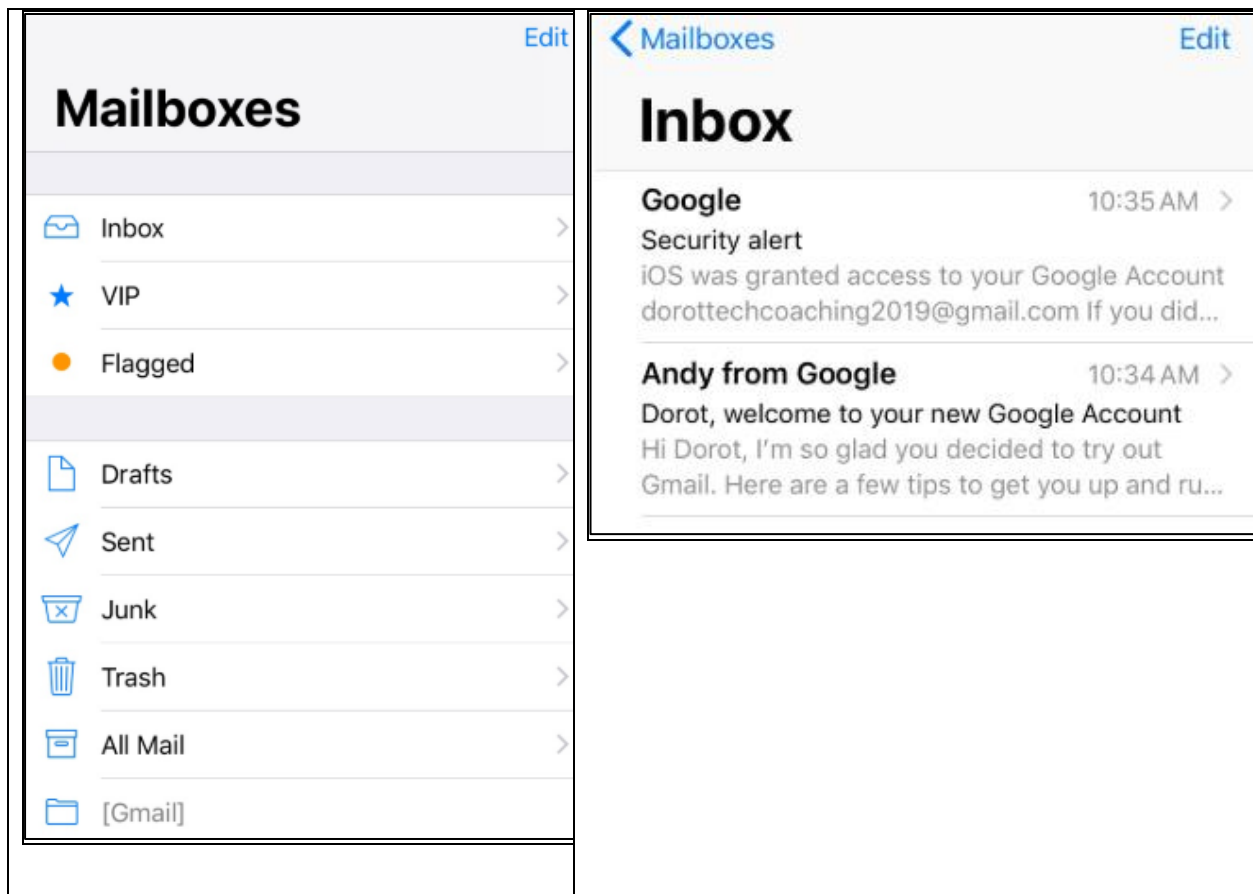 Edit
Mailboxes
Inbox
VIP
Flagged
Drafts
Sent
Junk
Trash
All Mail
[Gmail]
Mailboxes Edit
Inbox
Google 10:35 AM
Security alert
iOS was granted access to your Google Account
dorottechcoaching2019@gmail.com If you did...
Andy from Google 10:34 AM
Dorot, welcome to your new Google Account
Hi Dorot, I'm so glad you decided to try out
Gmail. Here are a few tips to get you up and ru...